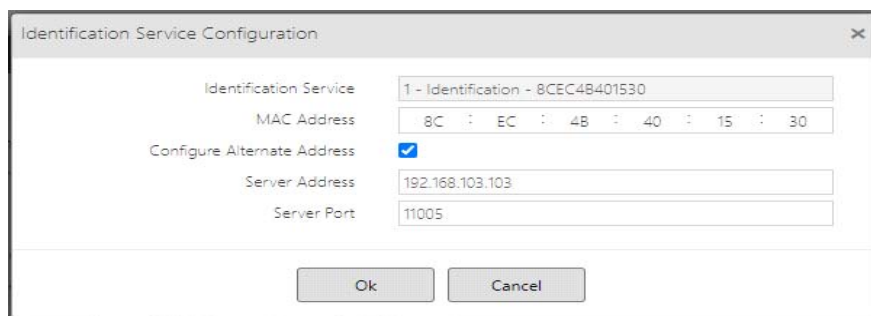 Identification Service Configuration ×
Identification Service 1 - Identification - 8CEC4B401530
MAC Address 8C : EC : 4B : 40 : 15 : 30
Configure Alternate Address
Server Address 192.168.103.103
Server Port 11005
Ok Cancel